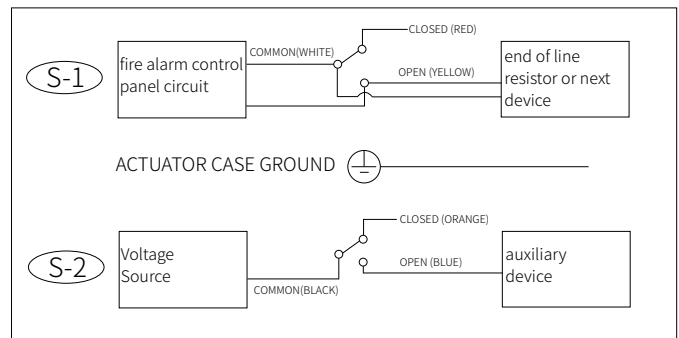 CLOSED (RED)
COMMON(WHITE)
S-1
fire alarm control
panel circuit
OPEN (YELLOW)
end of line
resistor or next
device
ACTUATOR CASE GROUND
CLOSED (ORANGE)
S-2
Voltage
Source
OPEN (BLUE)
COMMON(BLACK)
auxiliary
device